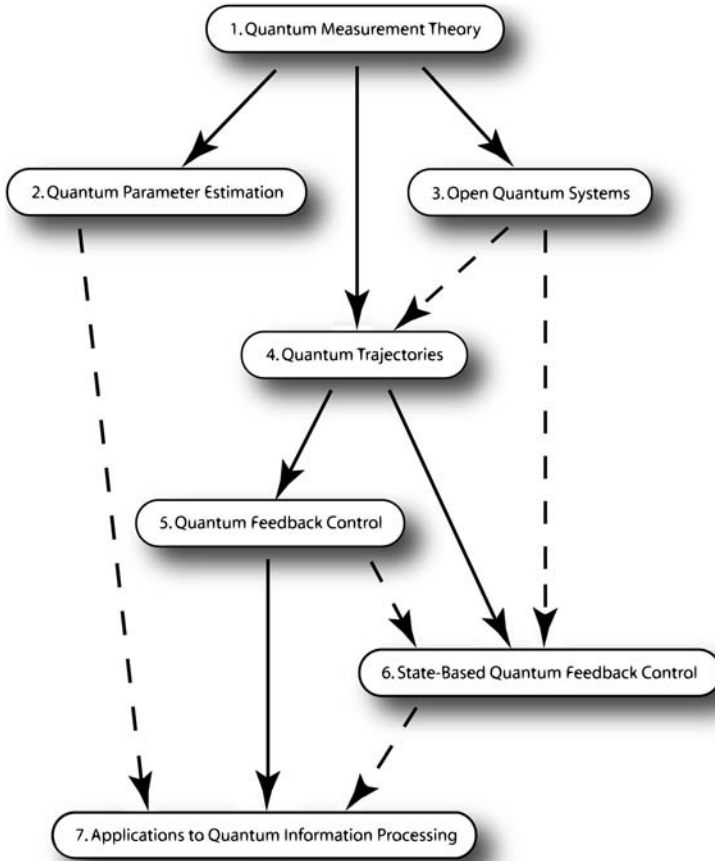 1. Quantum Measurement Theory
2. Quantum Parameter Estimation
3. Open Quantum Systems
4. Quantum Trajectories
5. Quantum Feedback Control
6. State-Based Quantum Feedback Control
7. Applications to Quantum Information Processing